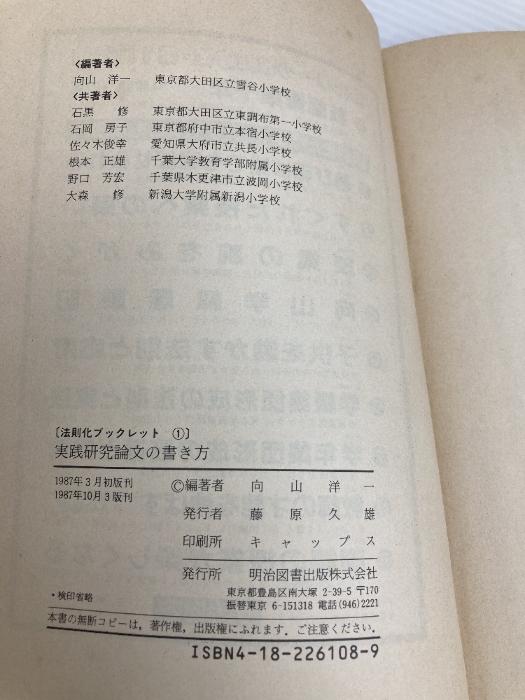 〈編著者〉
向山 洋一 東京都大田区立雪谷小学校
〈共著者〉
石黒 修 東京都大田区立東調布第一小学校
石岡 房子 東京都府中市立本宿小学校
佐々木俊幸 愛知県大府市立共長小学校
根本 正雄 千葉大学教育学部附属小学校
野口 芳宏 千葉県木更津市立波岡小学校
大森 修 新潟大学附属新潟小学校
〔法則化ブックレット ①〕
実践研究論文の書き方
1987年3月初版刊
1987年10月3版刊
©編著者 向山洋一
発行者 藤原久雄
印刷所 キャップス
発行所 明治図書出版株式会社
東京都豊島区南大塚 2-39-5 〒170
振替東京 6-151318 電話(946)2221
・検印省略
本書の無断コピーは，著作権，出版権にふれます．ご注意ください．
ISBN4-18-226108-9